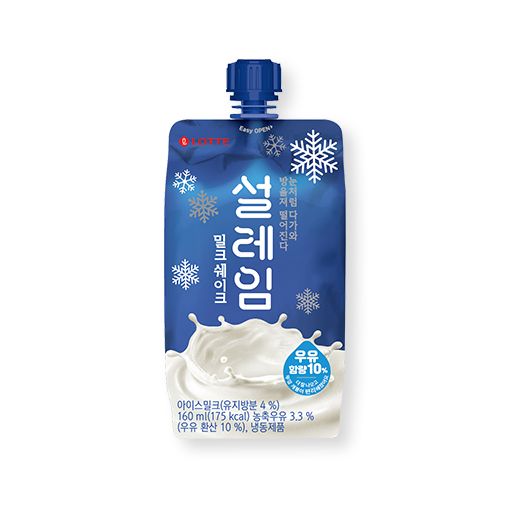 Easy OPEN
LOTTE
눈처럼 다가와
방울져 떨어진다
설레임
밀크쉐이크
우유
함량10%
아이스밀크(유지방분 4 %)
160 ml(175 kcal) 농축우유 3.3 %
(우유 환산 10 %), 냉동제품